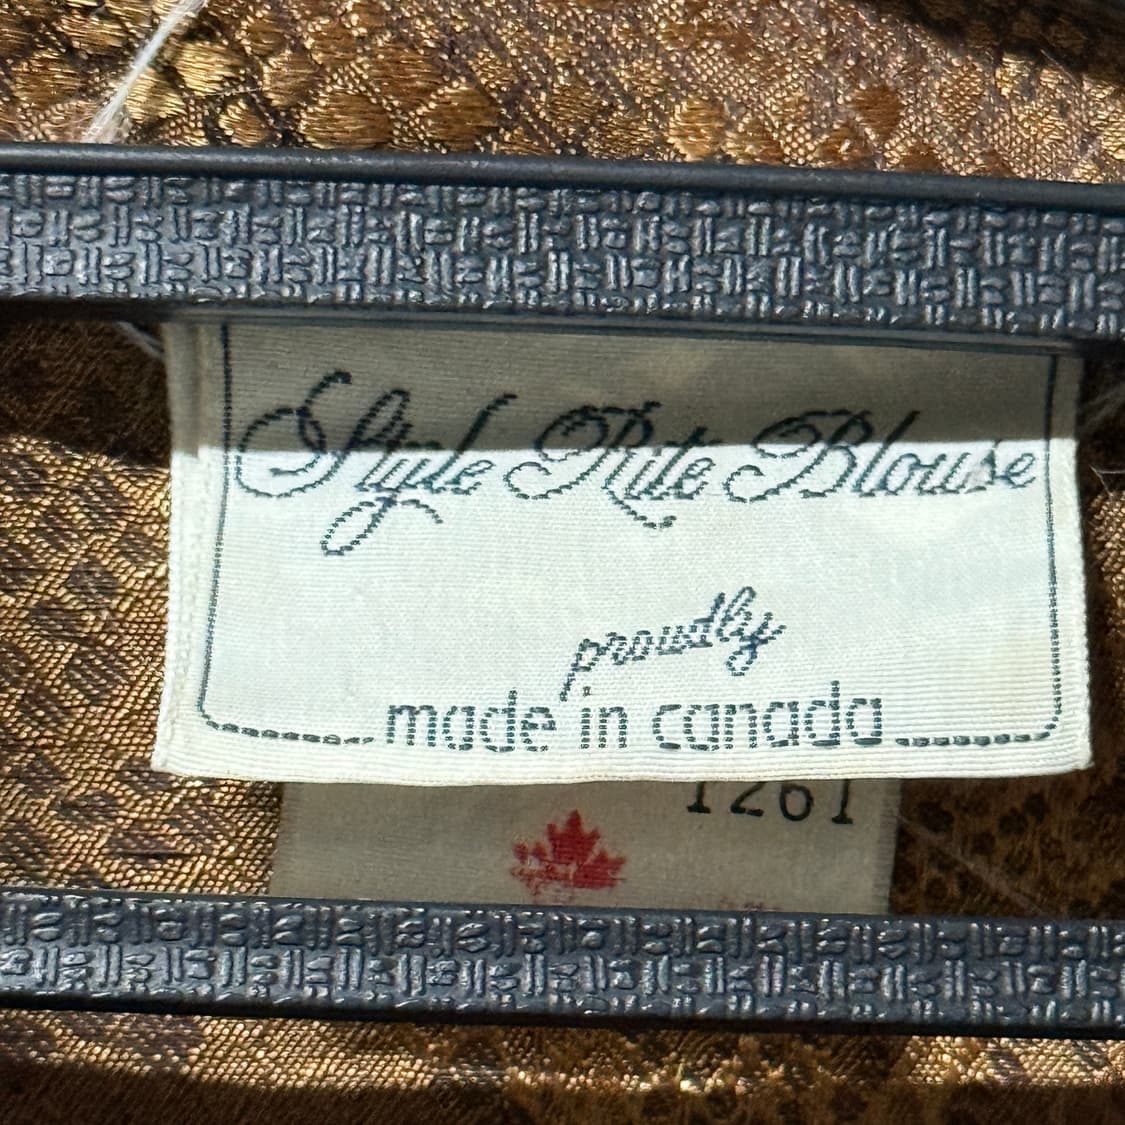 Style Rite Blouse
proudly
made in canada
1261